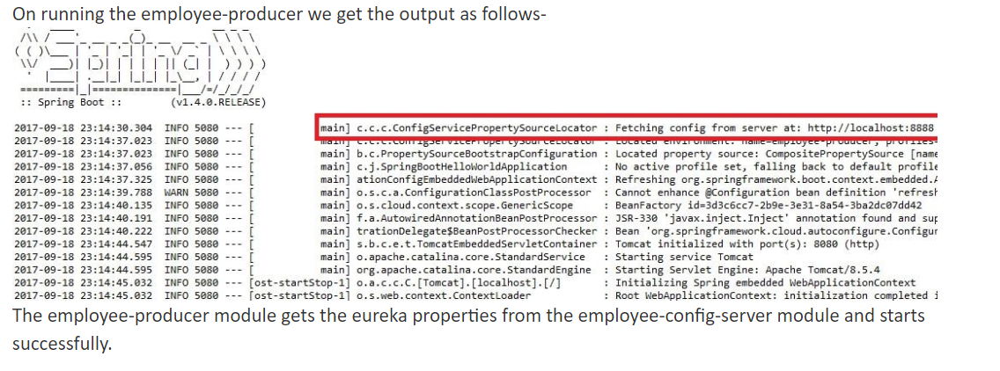 On running the employee-producer we get the output as follows-
:: Spring Boot :: (v1.4.0.RELEASE)
2017-09-18 23:14:30.304 INFO 5080 --- [ main] c.c.c.ConfigServicePropertySourceLocator : Fetching config from server at: http://localhost:8888
2017-09-18 23:14:37.023 INFO 5080 --- [ main] c.c.c.ConfigServicePropertySourceLocator : Located environment: name=employee-producer, profiles=
2017-09-18 23:14:37.023 INFO 5080 --- [ main] b.c.PropertySourceBootstrapConfiguration : Located property source: CompositePropertySource [name
2017-09-18 23:14:37.056 INFO 5080 --- [ main] c.j.SpringBootHelloWorldApplication : No active profile set, falling back to default profile
2017-09-18 23:14:37.325 INFO 5080 --- [ main] ationConfigEmbeddedWebApplicationContext : Refreshing org.springframework.boot.context.embedded.A
2017-09-18 23:14:39.788 WARN 5080 --- [ main] o.s.c.a.ConfigurationClassPostProcessor : Cannot enhance @Configuration bean definition 'refresh
2017-09-18 23:14:40.135 INFO 5080 --- [ main] o.s.cloud.context.scope.GenericScope : BeanFactory id=3d3c6cc7-2b9e-3e31-8a54-3ba2dc07dd42
2017-09-18 23:14:40.191 INFO 5080 --- [ main] f.a.AutowiredAnnotationBeanPostProcessor : JSR-330 'javax.inject.Inject' annotation found and sup
2017-09-18 23:14:40.222 INFO 5080 --- [ main] trationDelegate$BeanPostProcessorChecker : Bean 'org.springframework.cloud.autoconfigure.Configur
2017-09-18 23:14:44.547 INFO 5080 --- [ main] s.b.c.e.t.TomcatEmbeddedServletContainer : Tomcat initialized with port(s): 8080 (http)
2017-09-18 23:14:44.595 INFO 5080 --- [ main] o.apache.catalina.core.StandardService : Starting service Tomcat
2017-09-18 23:14:44.595 INFO 5080 --- [ main] org.apache.catalina.core.StandardEngine : Starting Servlet Engine: Apache Tomcat/8.5.4
2017-09-18 23:14:45.032 INFO 5080 --- [ost-startStop-1] o.a.c.c.C.[Tomcat].[localhost].[/] : Initializing Spring embedded WebApplicationContext
2017-09-18 23:14:45.032 INFO 5080 --- [ost-startStop-1] o.s.web.context.ContextLoader : Root WebApplicationContext: initialization completed i
The employee-producer module gets the eureka properties from the employee-config-server module and starts
successfully.